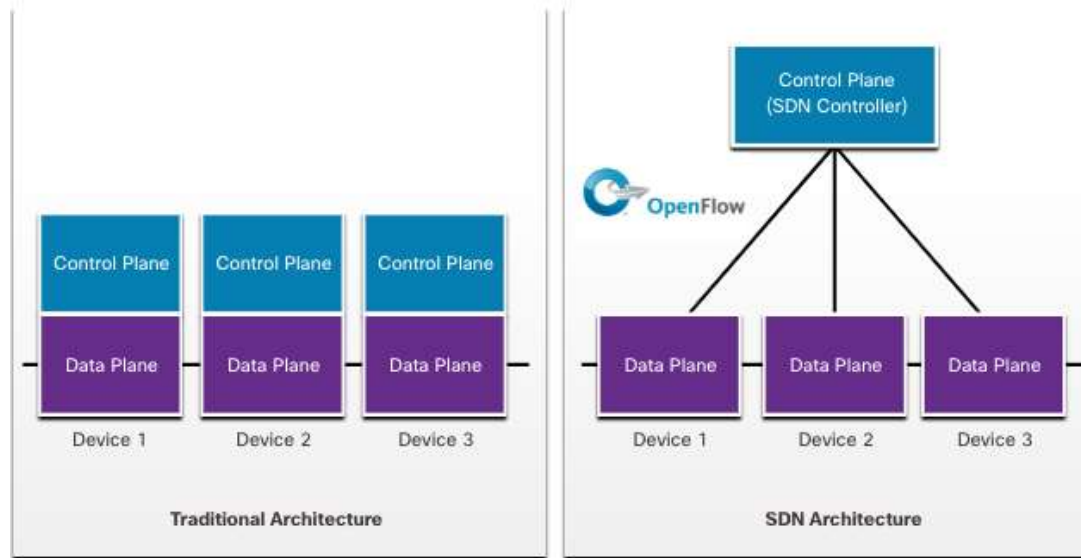 Control Plane
Control Plane
Control Plane
Data Plane
Data Plane
Data Plane
Device 1
Device 2
Device 3
Traditional Architecture
Control Plane
(SDN Controller)
OpenFlow
Data Plane
Data Plane
Data Plane
Device 1
Device 2
Device 3
SDN Architecture